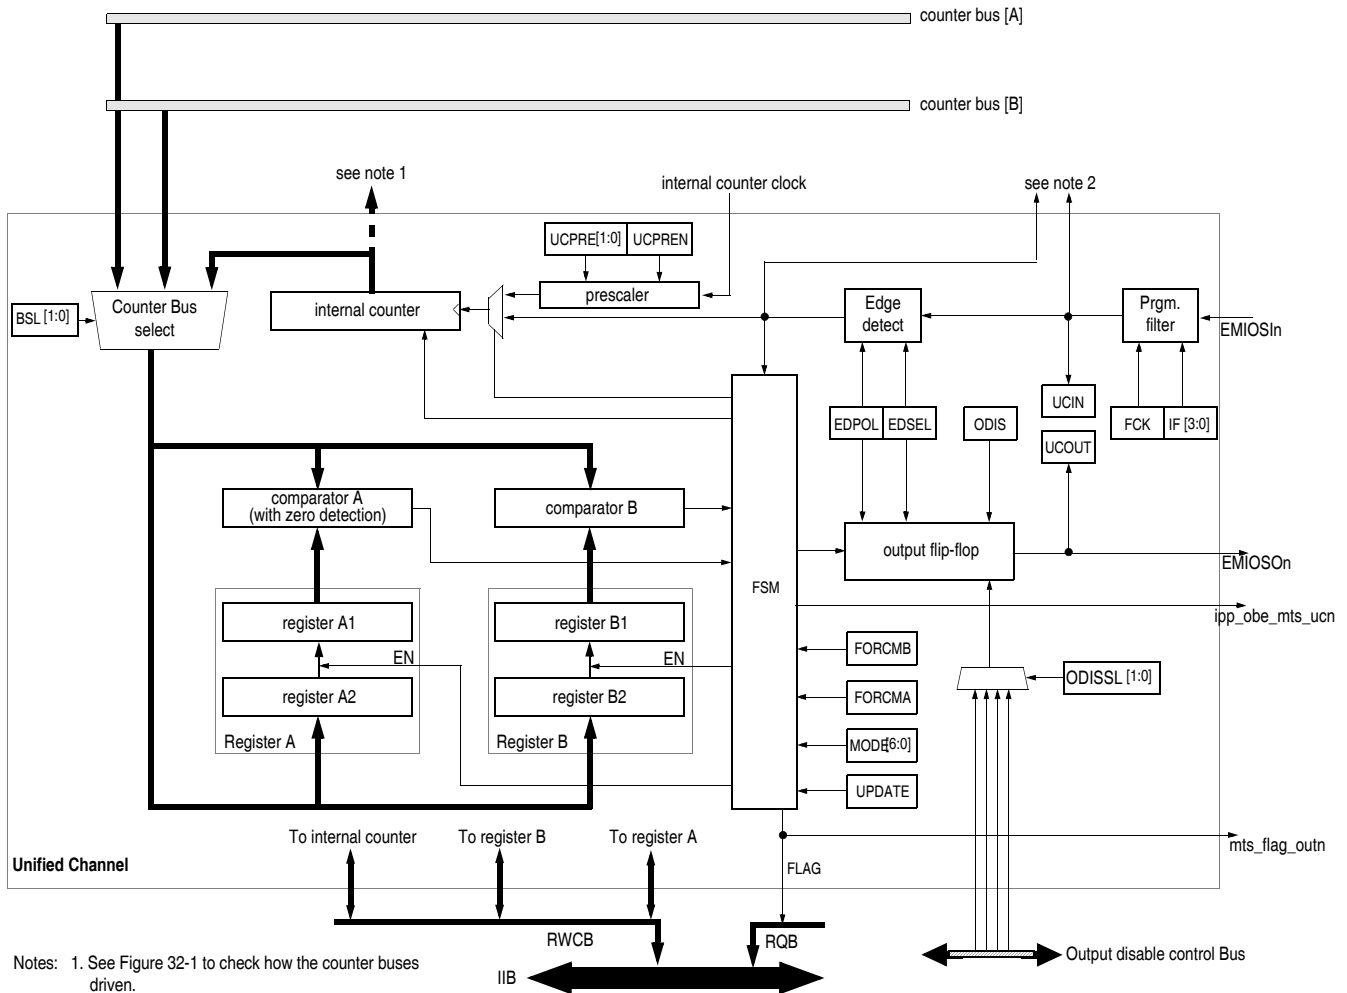 counter bus [A]
counter bus [B]
see note 1
internal counter clock
see note 2
UCPRE[1:0]
UCPREN
prescaler
BSL [1:0]
Counter Bus
select
internal counter
Edge
detect
Prgm.
filter
EMIOSIn
EDPOL
EDSEL
ODIS
UCIN
UCOUT
FCK
IF [3:0]
comparator A
(with zero detection)
comparator B
output flip-flop
EMIOSOn
FSM
ipp_obe_mts_ucn
register A1
register B1
EN
EN
register A2
register B2
Register A
Register B
FORCMB
FORCMA
MODE[6:0]
UPDATE
ODISSL [1:0]
To internal counter
To register B
To register A
mts_flag_outn
Unified Channel
FLAG
RWCB
RQB
IIB
Output disable control Bus
Notes: 1. See Figure 32-1 to check how the counter buses
driven.